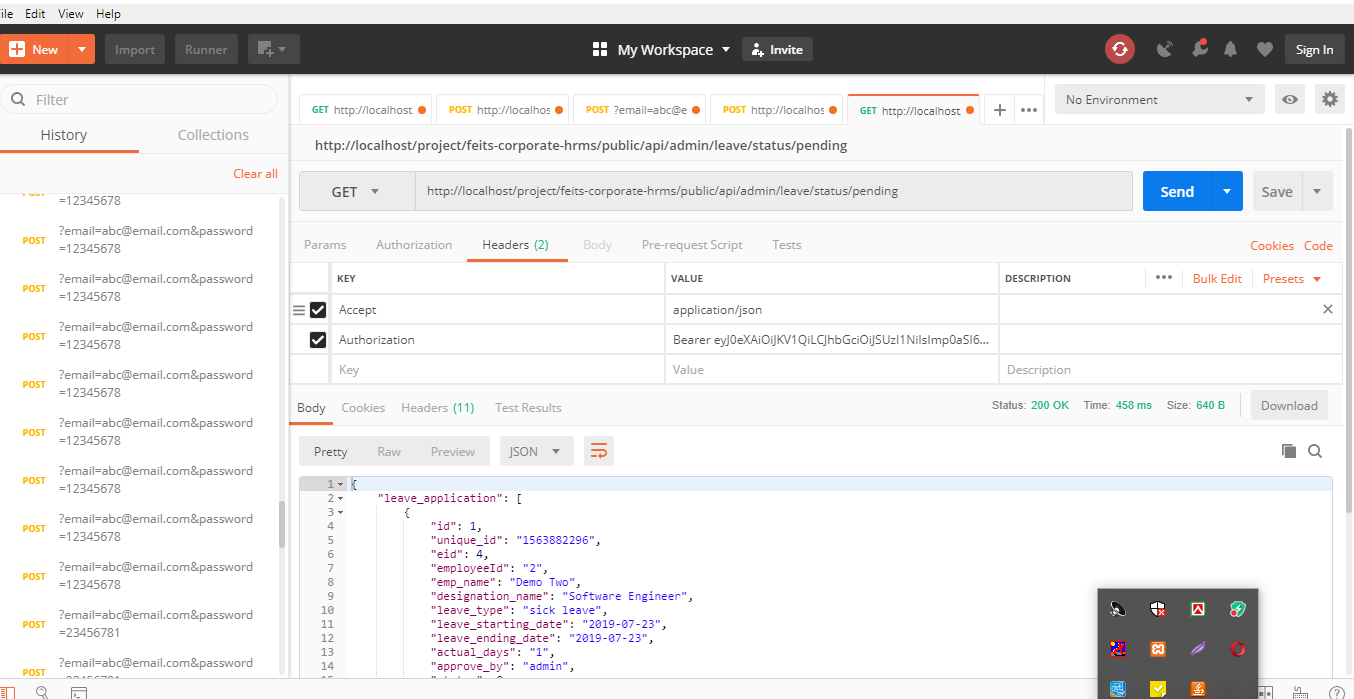 ile Edit View Help
New Import Runner My Workspace Invite Sign In
Filter
History Collections
Clear all
=12345678
POST ?email=abc@email.com&password
=12345678
POST ?email=abc@email.com&password
=12345678
POST ?email=abc@email.com&password
=12345678
POST ?email=abc@email.com&password
=12345678
POST ?email=abc@email.com&password
=12345678
POST ?email=abc@email.com&password
=12345678
POST ?email=abc@email.com&password
=12345678
POST ?email=abc@email.com&password
=12345678
POST ?email=abc@email.com&password
=23456781
POST ?email=abc@email.com&password
GET http://localhost POST http://localhos POST ?email=abc@e POST http://localhos GET http://localhost No Environment
http://localhost/project/feits-corporate-hrms/public/api/admin/leave/status/pending
GET http://localhost/project/feits-corporate-hrms/public/api/admin/leave/status/pending Send Save
Params Authorization Headers (2) Body Pre-request Script Tests Cookies Code
KEY VALUE DESCRIPTION Bulk Edit Presets
Accept application/json
Authorization Bearer eyJ0eXAiOiJKV1QiLCJhbGciOiJSUzI1NiIsImp0aSI6...
Key Value Description
Body Cookies Headers (11) Test Results Status: 200 OK Time: 458 ms Size: 640 B Download
Pretty Raw Preview JSON
1 {
2 "leave_application": [
3 {
4 "id": 1,
5 "unique_id": "1563882296",
6 "eid": 4,
7 "employeeId": "2",
8 "emp_name": "Demo Two",
9 "designation_name": "Software Engineer",
10 "leave_type": "sick leave",
11 "leave_starting_date": "2019-07-23",
12 "leave_ending_date": "2019-07-23",
13 "actual_days": "1",
14 "approve_by": "admin",